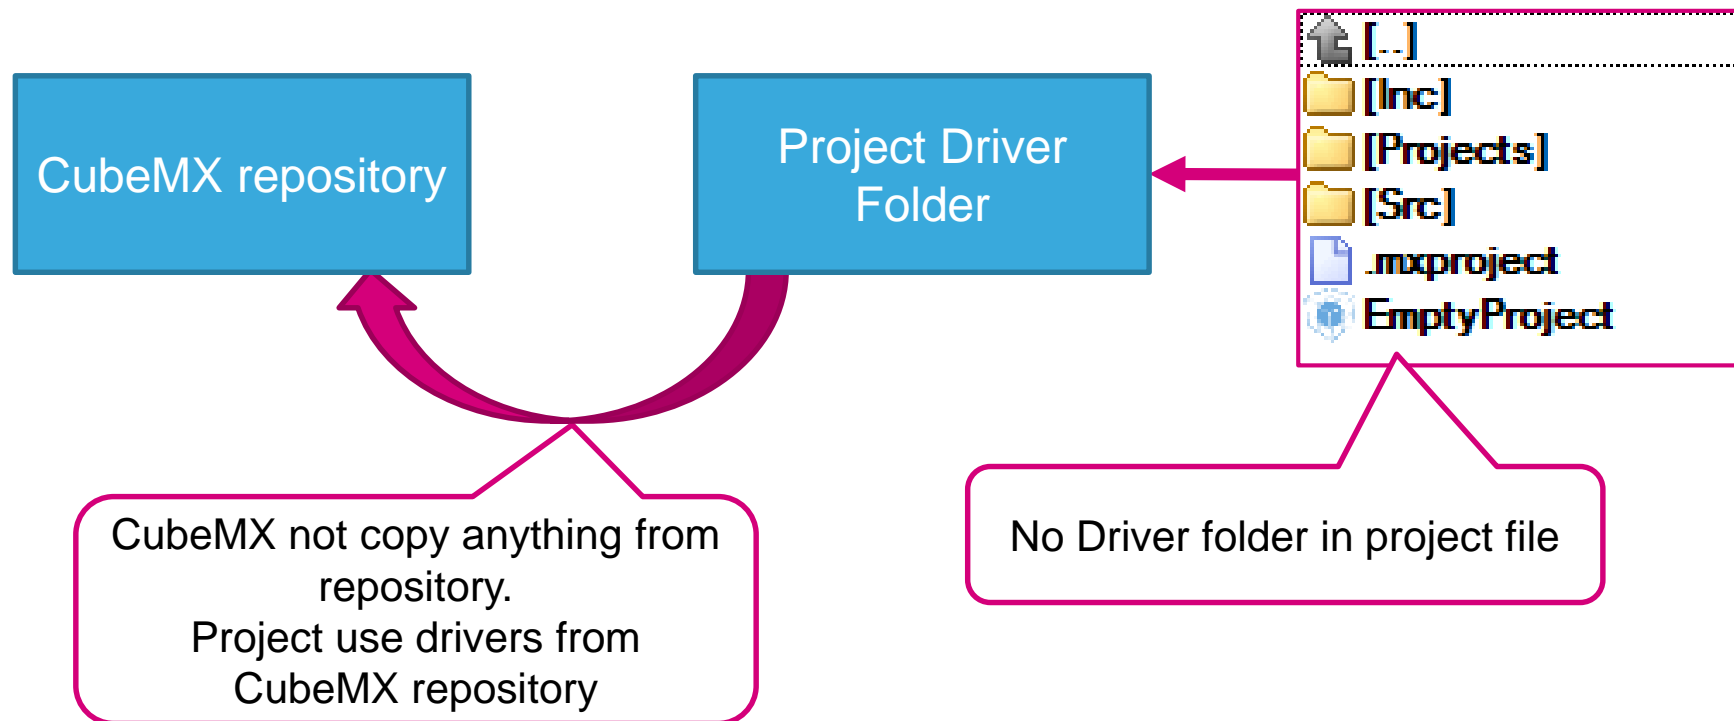 CubeMX repository
Project Driver
Folder
[..]
[Inc]
[Projects]
[Src]
.mxproject
EmptyProject
CubeMX not copy anything from
repository.
Project use drivers from
CubeMX repository
No Driver folder in project file